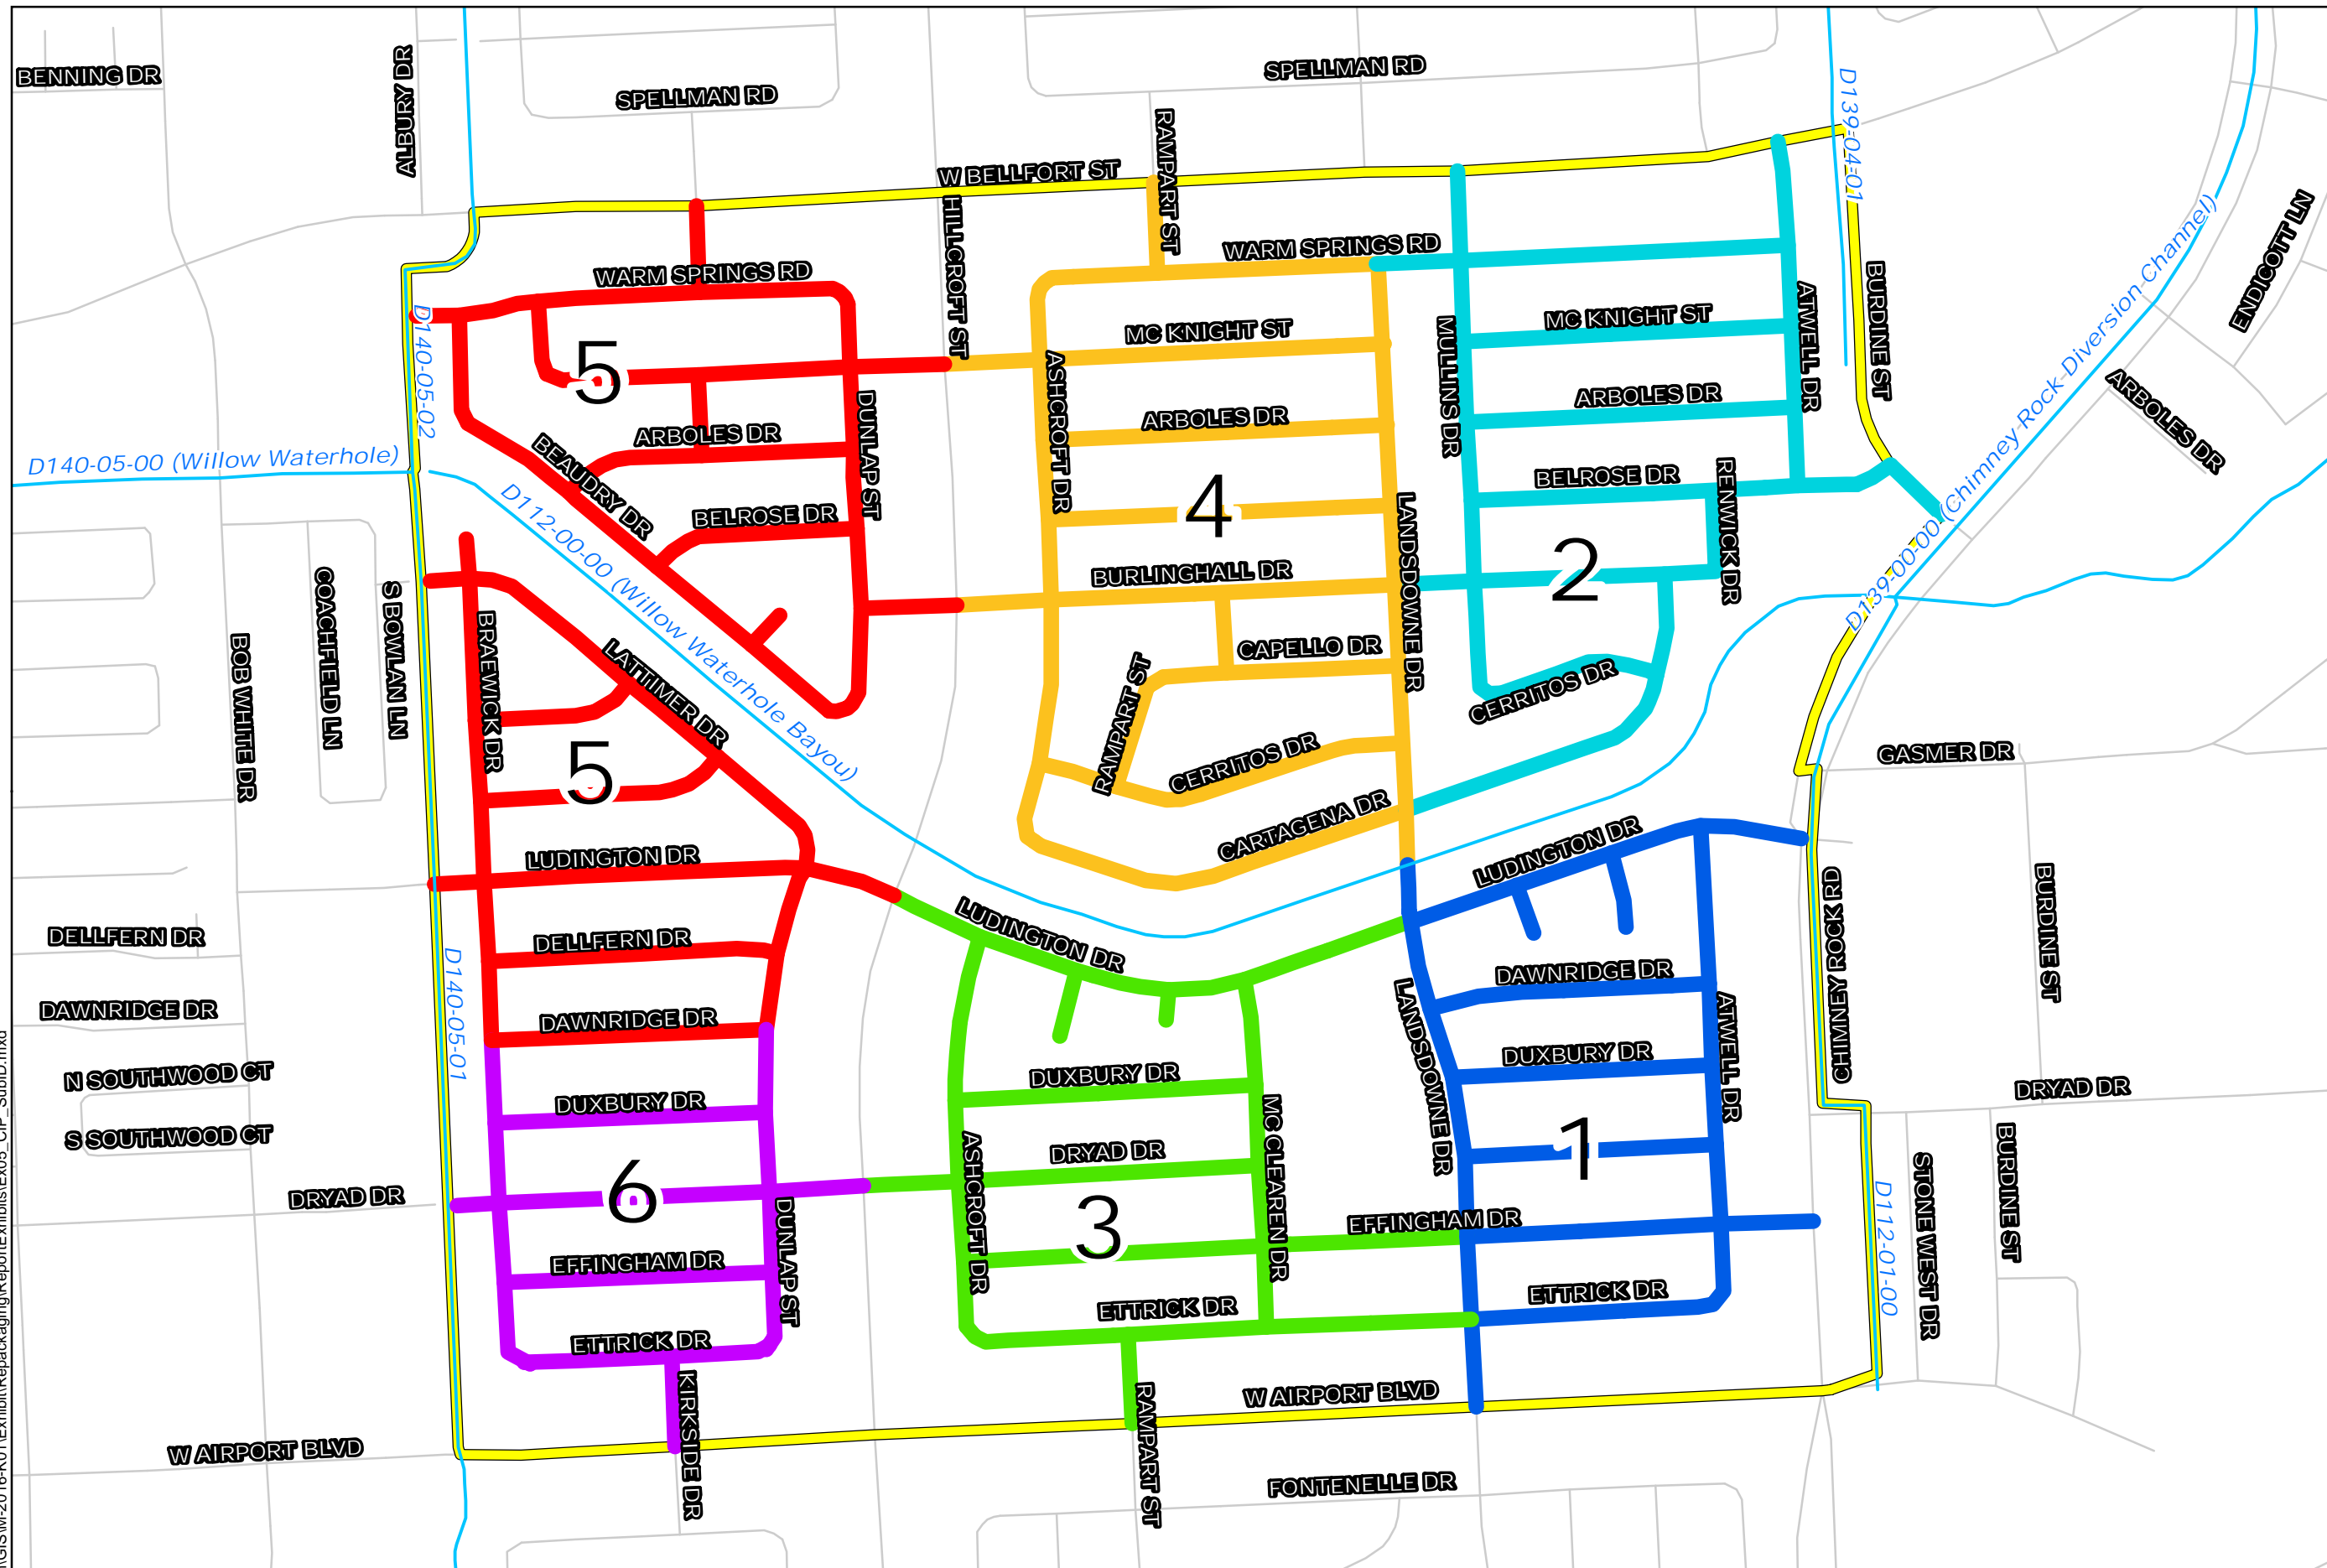 BENNING DR
ALBURY DR
SPELLMAN RD
SPELLMAN RD
RAMPART ST
D139-04-01
W BELLFORT ST
HILLCROFT ST
WARM SPRINGS RD
WARM SPRINGS RD
ENDICOTT LN
BURDINE ST
ATWELL DR
D140-05-02
5
MC KNIGHT ST
MC KNIGHT ST
MULLINS DR
ASHCROFT DR
DUNLAP ST
ARBOLES DR
ARBOLES DR
ARBOLES DR
ARBOLES DR
BEAUDRY DR
D140-05-00 (Willow Waterhole)
D112-00-00 (Willow Waterhole Bayou)
D139-00-00 (Chimney Rock Diversion Channel)
BELROSE DR
BELROSE DR
RENWICK DR
4
LANDSDOWNE DR
2
BURLINGHALL DR
COACHFIELD LN
S BOWLAN LN
BOB WHITE DR
BRAEWICK DR
LATTIMER DR
CAPELLO DR
RAMPART ST
CERRITOS DR
CERRITOS DR
5
GASMER DR
CARTAGENA DR
LUDINGTON DR
LUDINGTON DR
LUDINGTON DR
CHIMNEY ROCK RD
BURDINE ST
DELLFERN DR
DELLFERN DR
DAWNRIDGE DR
DAWNRIDGE DR
DAWNRIDGE DR
D140-05-01
LANDSDOWNE DR
ATWELL DR
N SOUTHWOOD CT
S SOUTHWOOD CT
DUXBURY DR
DUXBURY DR
DUXBURY DR
DRYAD DR
MC CLEAREN DR
ASHCROFT DR
DRYAD DR
1
BURDINE ST
STONE WEST DR
D112-01-00
DRYAD DR
6
3
DUNLAP ST
EFFINGHAM DR
EFFINGHAM DR
ETTRICK DR
ETTRICK DR
ETTRICK DR
KIRKSIDE DR
RAMPART ST
W AIRPORT BLVD
W AIRPORT BLVD
FONTENELLE DR